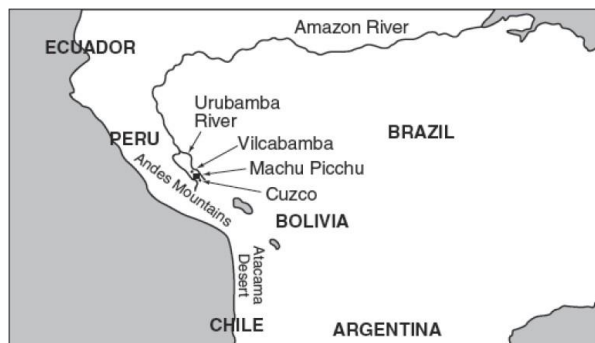 Amazon River
ECUADOR
Urubamba
River
PERU
Vilcabamba
BRAZIL
Machu Picchu
Andes Mountains
Cuzco
BOLIVIA
Atacama
Desert
CHILE
ARGENTINA